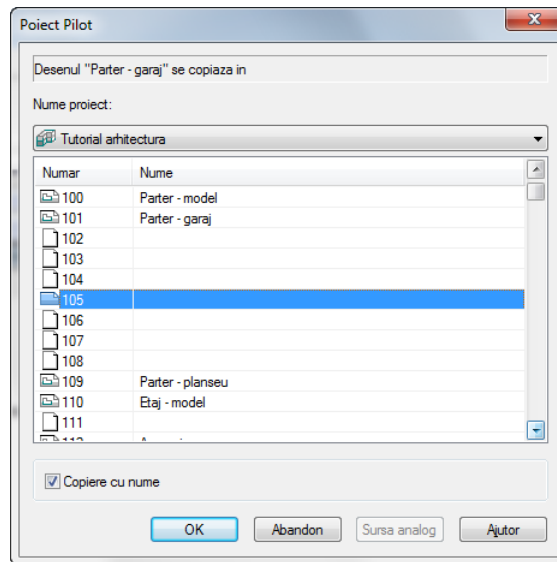 Poiect Pilot
Desenul "Parter - garaj" se copiaza in
Nume proiect:
Tutorial arhitectura
Numar Nume
100 Parter - model
101 Parter - garaj
102
103
104
105
106
107
108
109 Parter - planseu
110 Etaj - model
111
Copiere cu nume
OK Abandon Sursa analog Ajutor